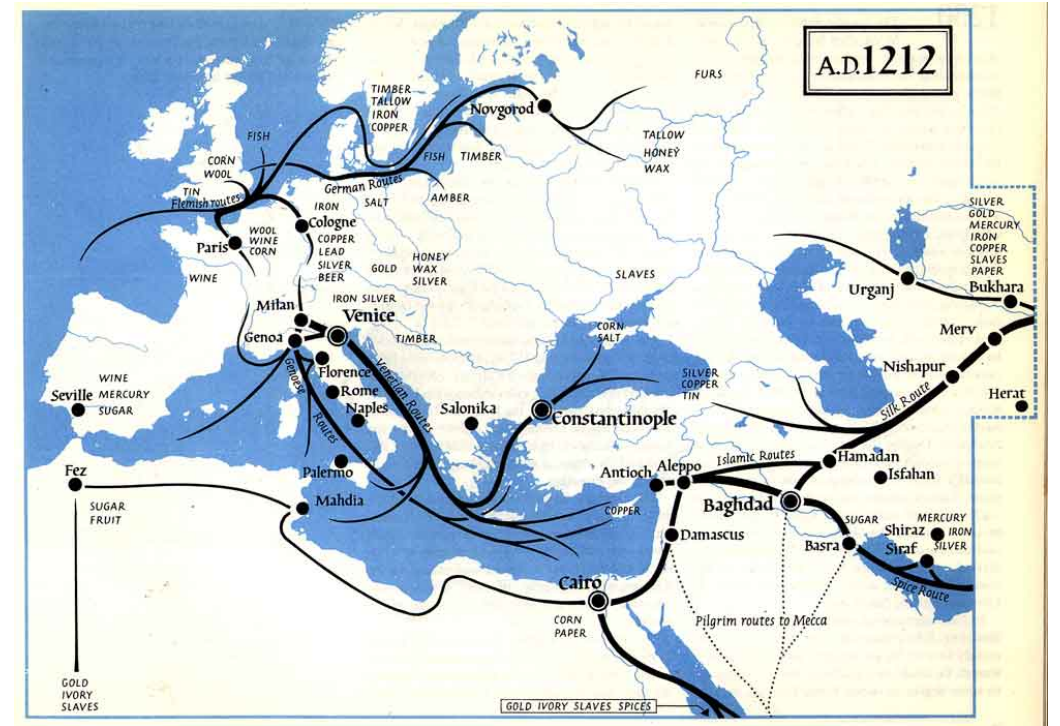 A.D.1212
FURS
TIMBER
TALLOW
IRON
COPPER
Novgorod
TALLOW
HONEY
WAX
FISH
FISH
TIMBER
CORN
WOOL
TIN
Flemish routes
German Routes
SALT
AMBER
IRON
Cologne
COPPER
LEAD
SILVER
BEER
Paris
WOOL
WINE
CORN
WINE
GOLD
HONEY
WAX
SILVER
SLAVES
SILVER
GOLD
MERCURY
IRON
COPPER
SLAVES
PAPER
Urganj
Bukhara
Merv
Nishapur
Herat
Silk Route
Milan
IRON SILVER
Venice
Genoa
TIMBER
CORN
SALT
Florence
Rome
Naples
Genoese
Routes
Venetian Routes
SILVER
COPPER
TIN
Seville
WINE
MERCURY
SUGAR
Salonika
Constantinople
Palermo
Mahdia
Fez
SUGAR
FRUIT
Antioch
Aleppo
Islamic Routes
Hamadan
Isfahan
Baghdad
COPPER
Damascus
SUGAR
Basra
Shiraz
Siraf
MERCURY
IRON
SILVER
Spice Route
Cairo
CORN
PAPER
Pilgrim routes to Mecca
GOLD
IVORY
SLAVES
GOLD IVORY SLAVES SPICES